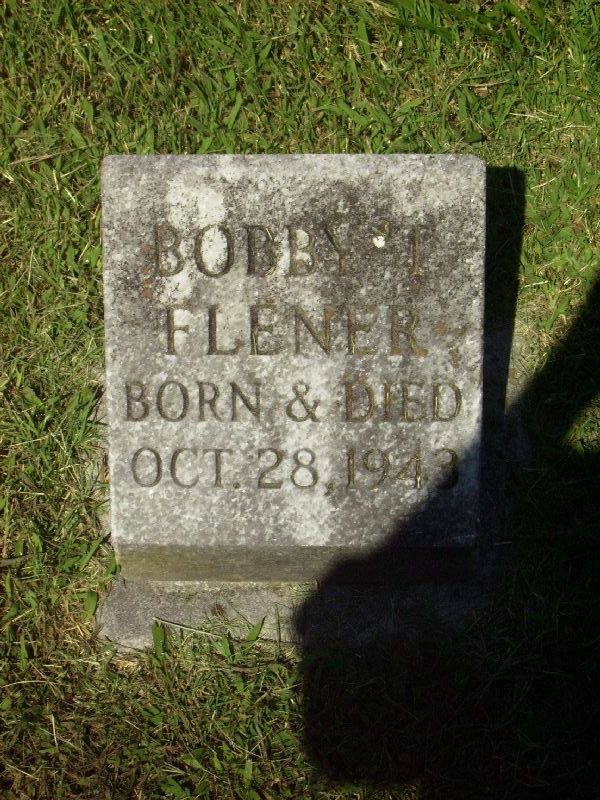 BOBBY T.
FLENER
BORN & DIED
OCT. 28, 1943